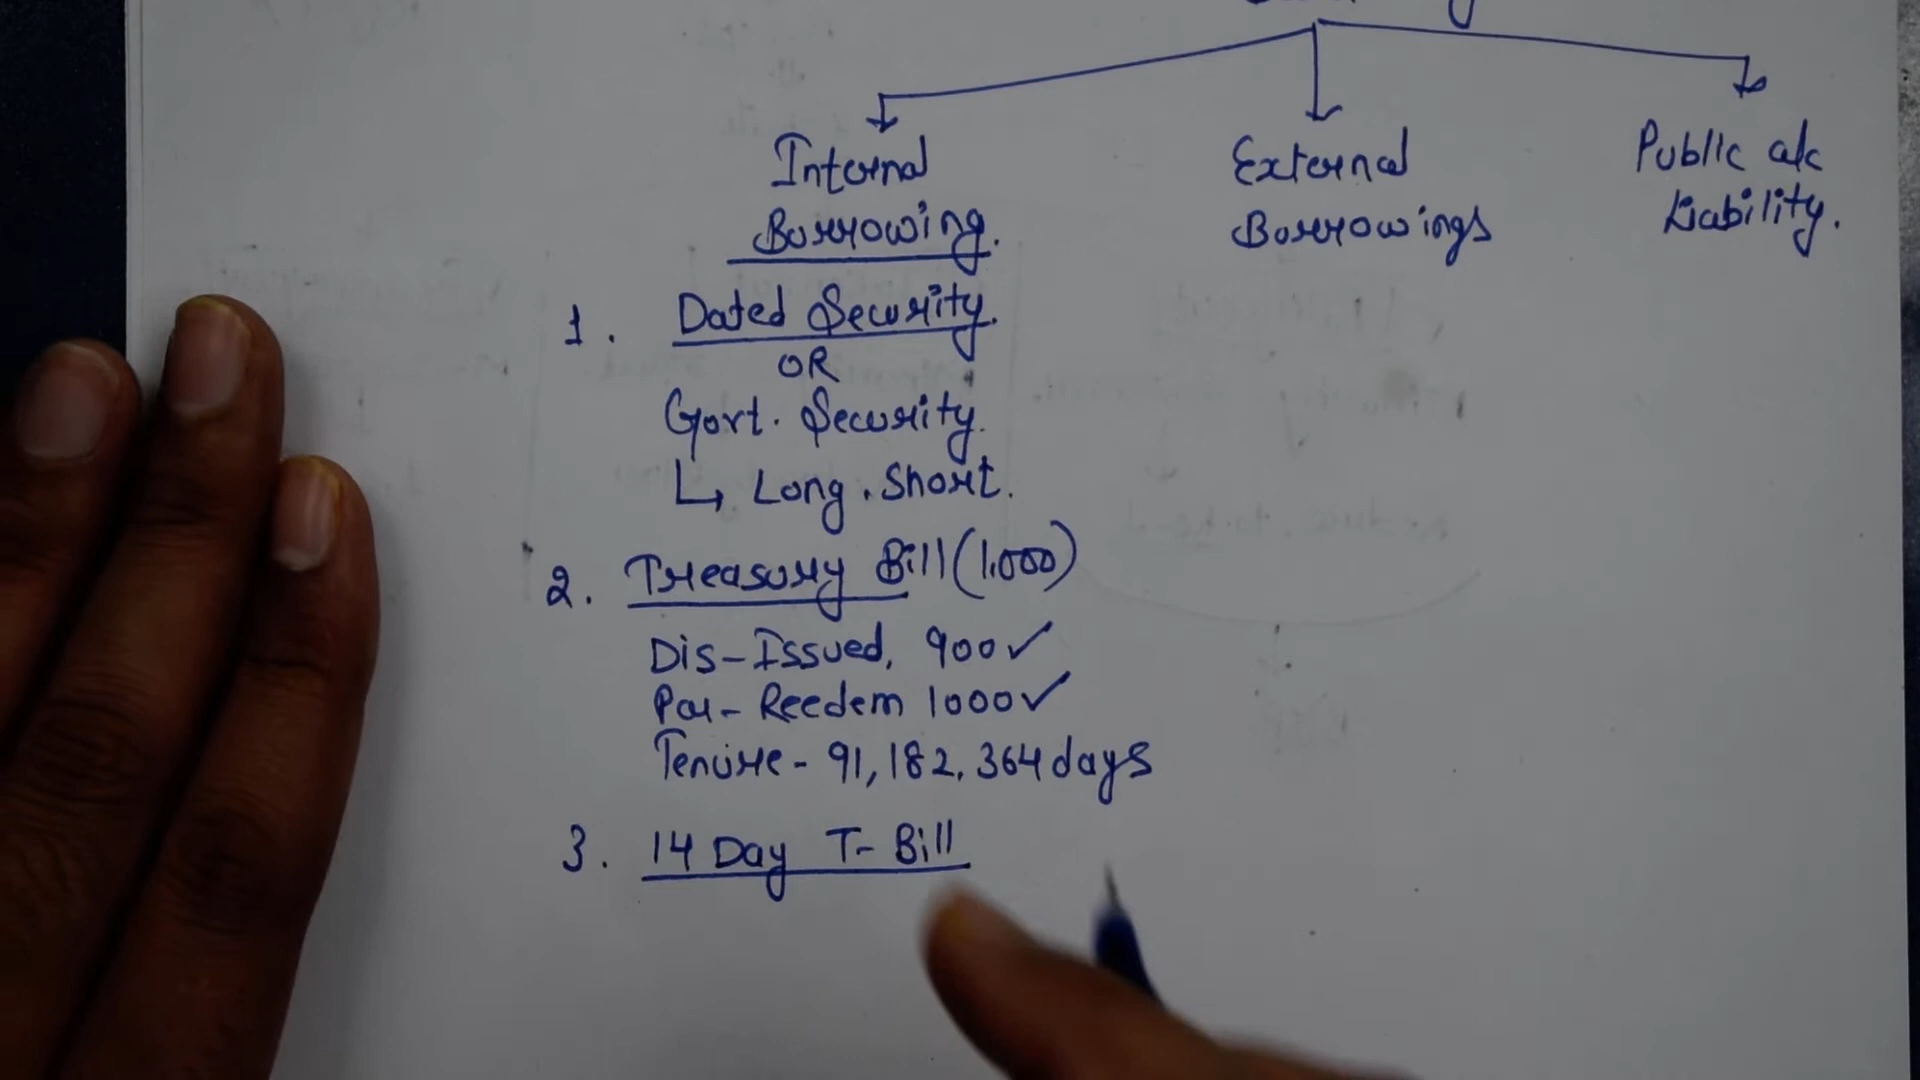 Internal
Borrowing.
External
Borrowings
Public a/c
Liability.
1. Dated Security.
OR
Govt. Security.
↳ Long. Short.
2. Treasury Bill (1,000)
Dis-Issued, 900✓
Par- Reedem 1000✓
Tenure- 91, 182, 364 days
3. 14 Day T- Bill